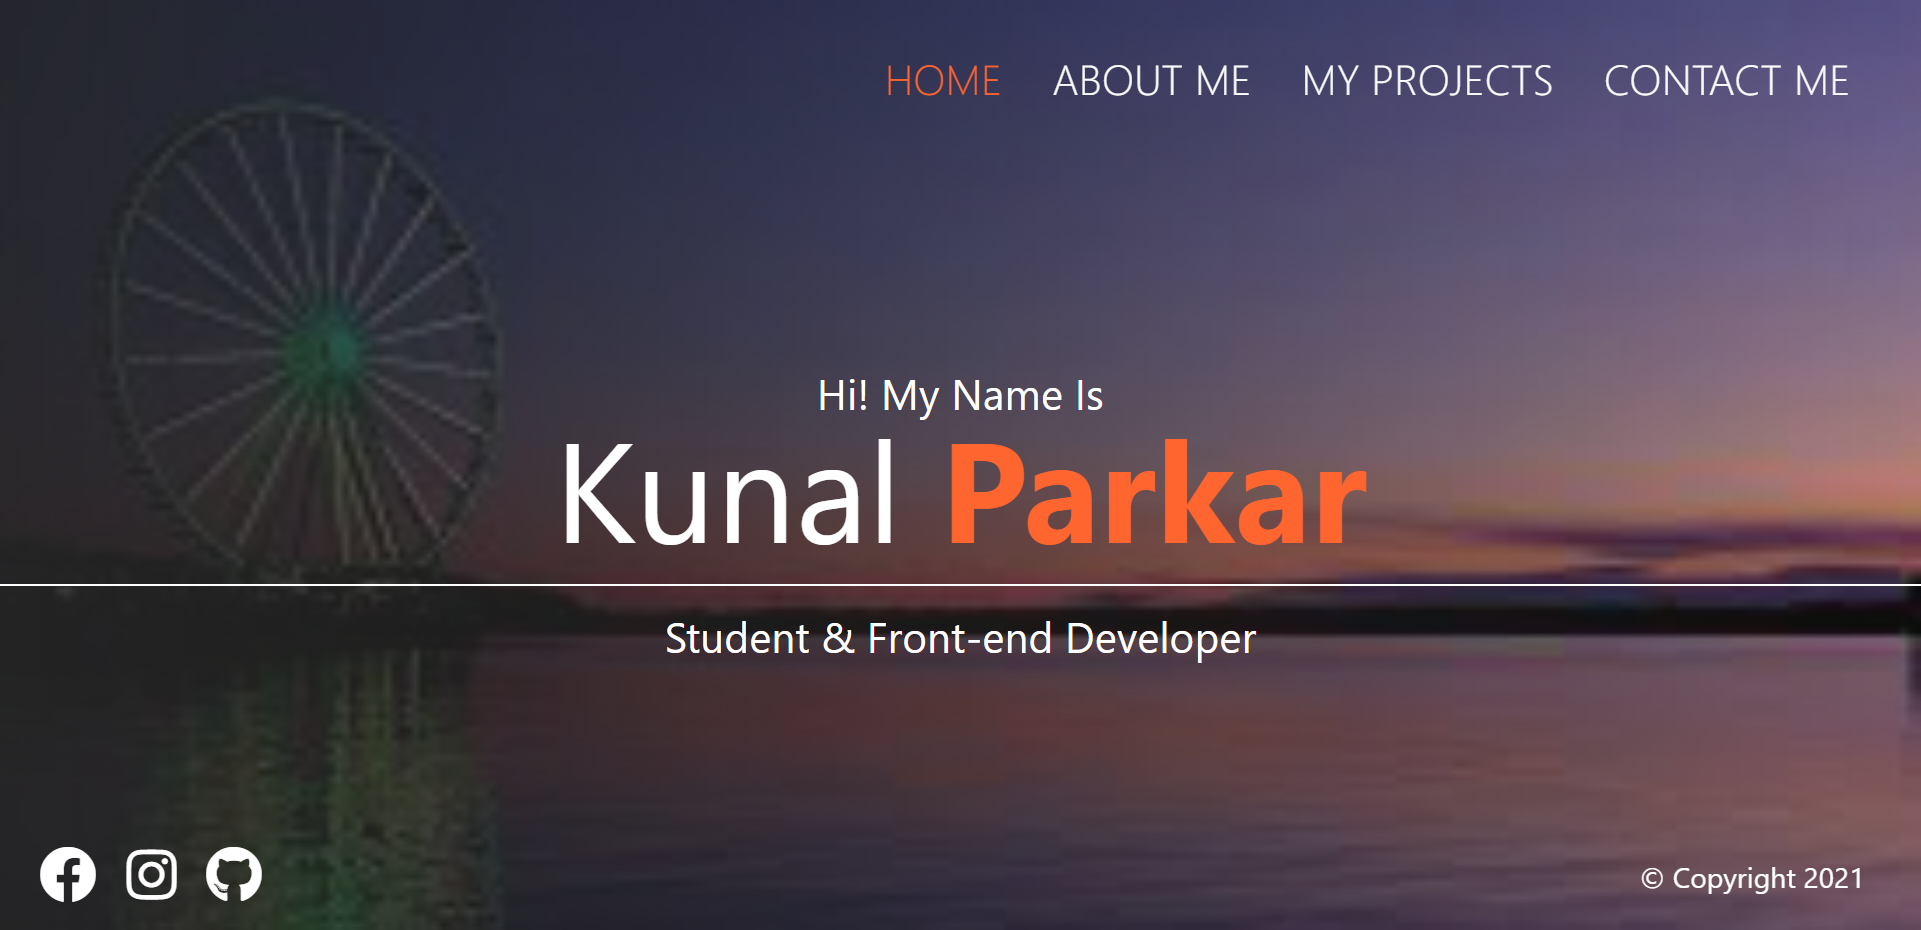 HOME ABOUT ME MY PROJECTS CONTACT ME
Hi! My Name Is
Kunal Parkar
Student & Front-end Developer
© Copyright 2021